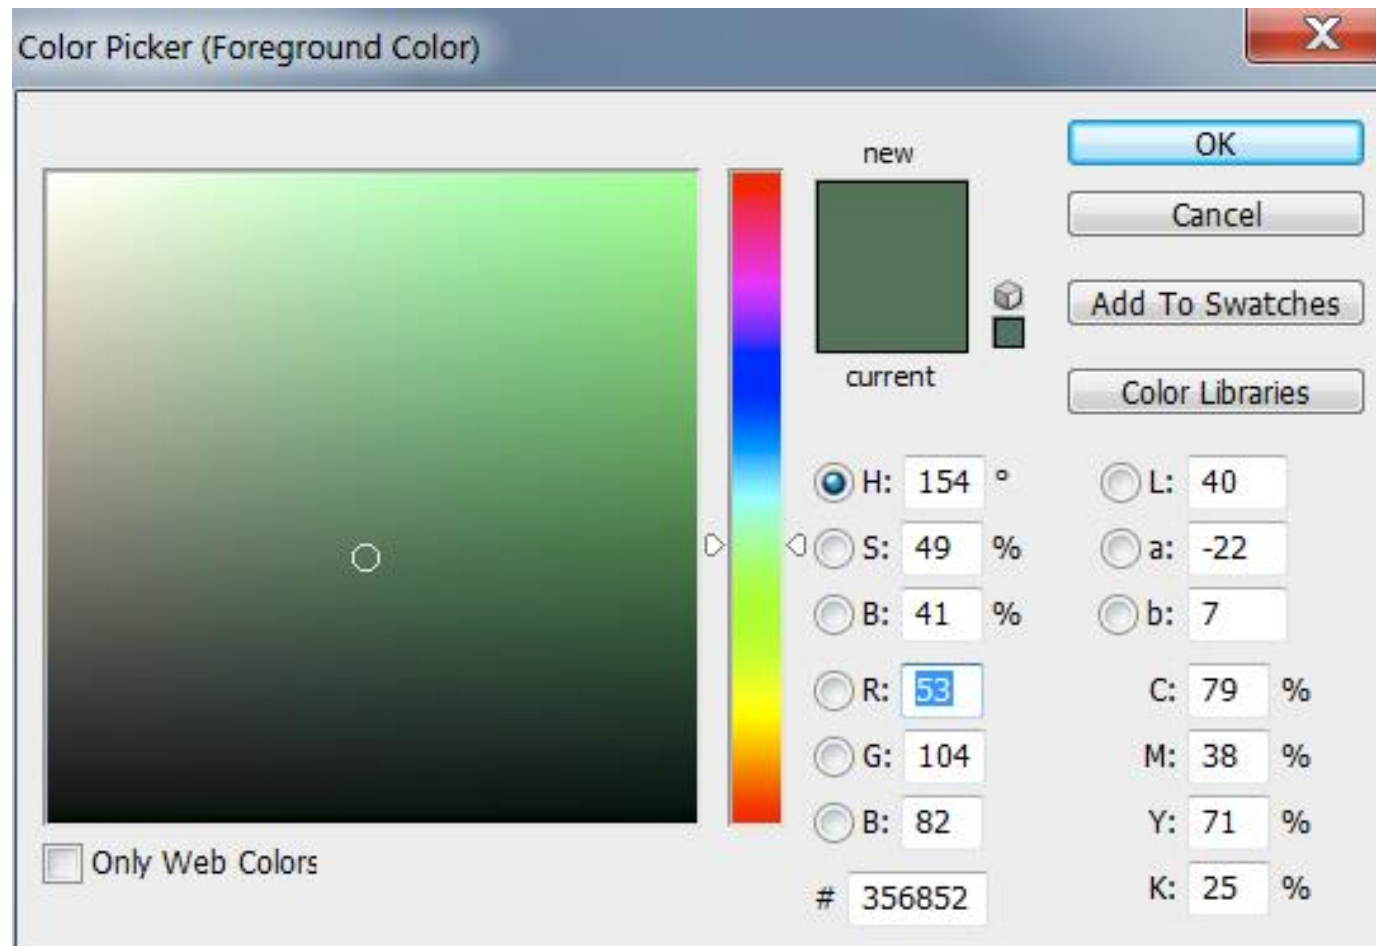 Color Picker (Foreground Color)
X
new
current
OK
Cancel
Add To Swatches
Color Libraries
H: 154 °
S: 49 %
B: 41 %
R: 53
G: 104
B: 82
# 356852
L: 40
a: -22
b: 7
C: 79 %
M: 38 %
Y: 71 %
K: 25 %
Only Web Colors